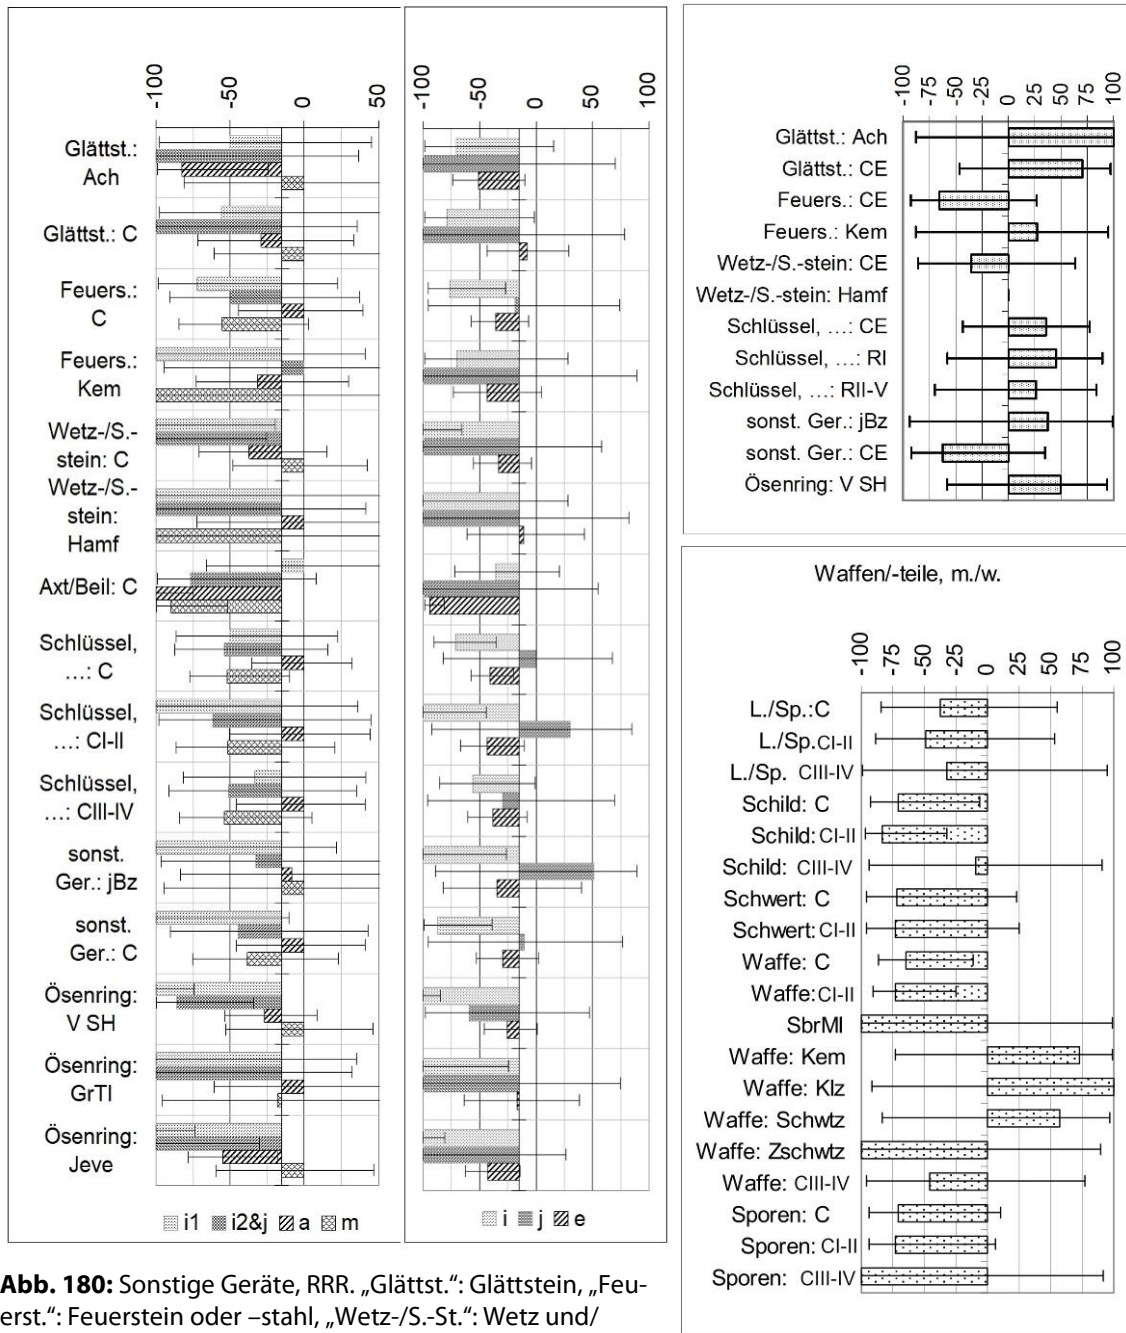 -100 -50 0 50
Glättst.:
Ach
Glättst.: C
Feuers.:
C
Feuers.:
Kem
Wetz-/S.-
stein: C
Wetz-/S.-
stein:
Hamf
Axt/Beil: C
Schlüssel,
…: C
Schlüssel,
…: CI-II
Schlüssel,
…: CIII-IV
sonst.
Ger.: jBz
sonst.
Ger.: C
Ösenring:
V SH
Ösenring:
GrTl
Ösenring:
Jeve
i1 i2&j a m
-100 -50 0 50 100
i j e
-100 -75 -50 -25 0 25 50 75 100
Glättst.: Ach
Glättst.: CE
Feuers.: CE
Feuers.: Kem
Wetz-/S.-stein: CE
Wetz-/S.-stein: Hamf
Schlüssel, …: CE
Schlüssel, …: RI
Schlüssel, …: RII-V
sonst. Ger.: jBz
sonst. Ger.: CE
Ösenring: V SH
Waffen/-teile, m./w.
-100 -75 -50 -25 0 25 50 75 100
L./Sp.:C
L./Sp.CI-II
L./Sp. CIII-IV
Schild: C
Schild: CI-II
Schild: CIII-IV
Schwert: C
Schwert: CI-II
Waffe: C
Waffe: CI-II
SbrMl
Waffe: Kem
Waffe: Klz
Waffe: Schwtz
Waffe: Zschwtz
Waffe: CIII-IV
Sporen: C
Sporen: CI-II
Sporen: CIII-IV
Abb. 180: Sonstige Geräte, RRR. „Glättst.“: Glättstein, „Feu-
erst.“: Feuerstein oder –stahl, „Wetz-/S.-St.“: Wetz und/